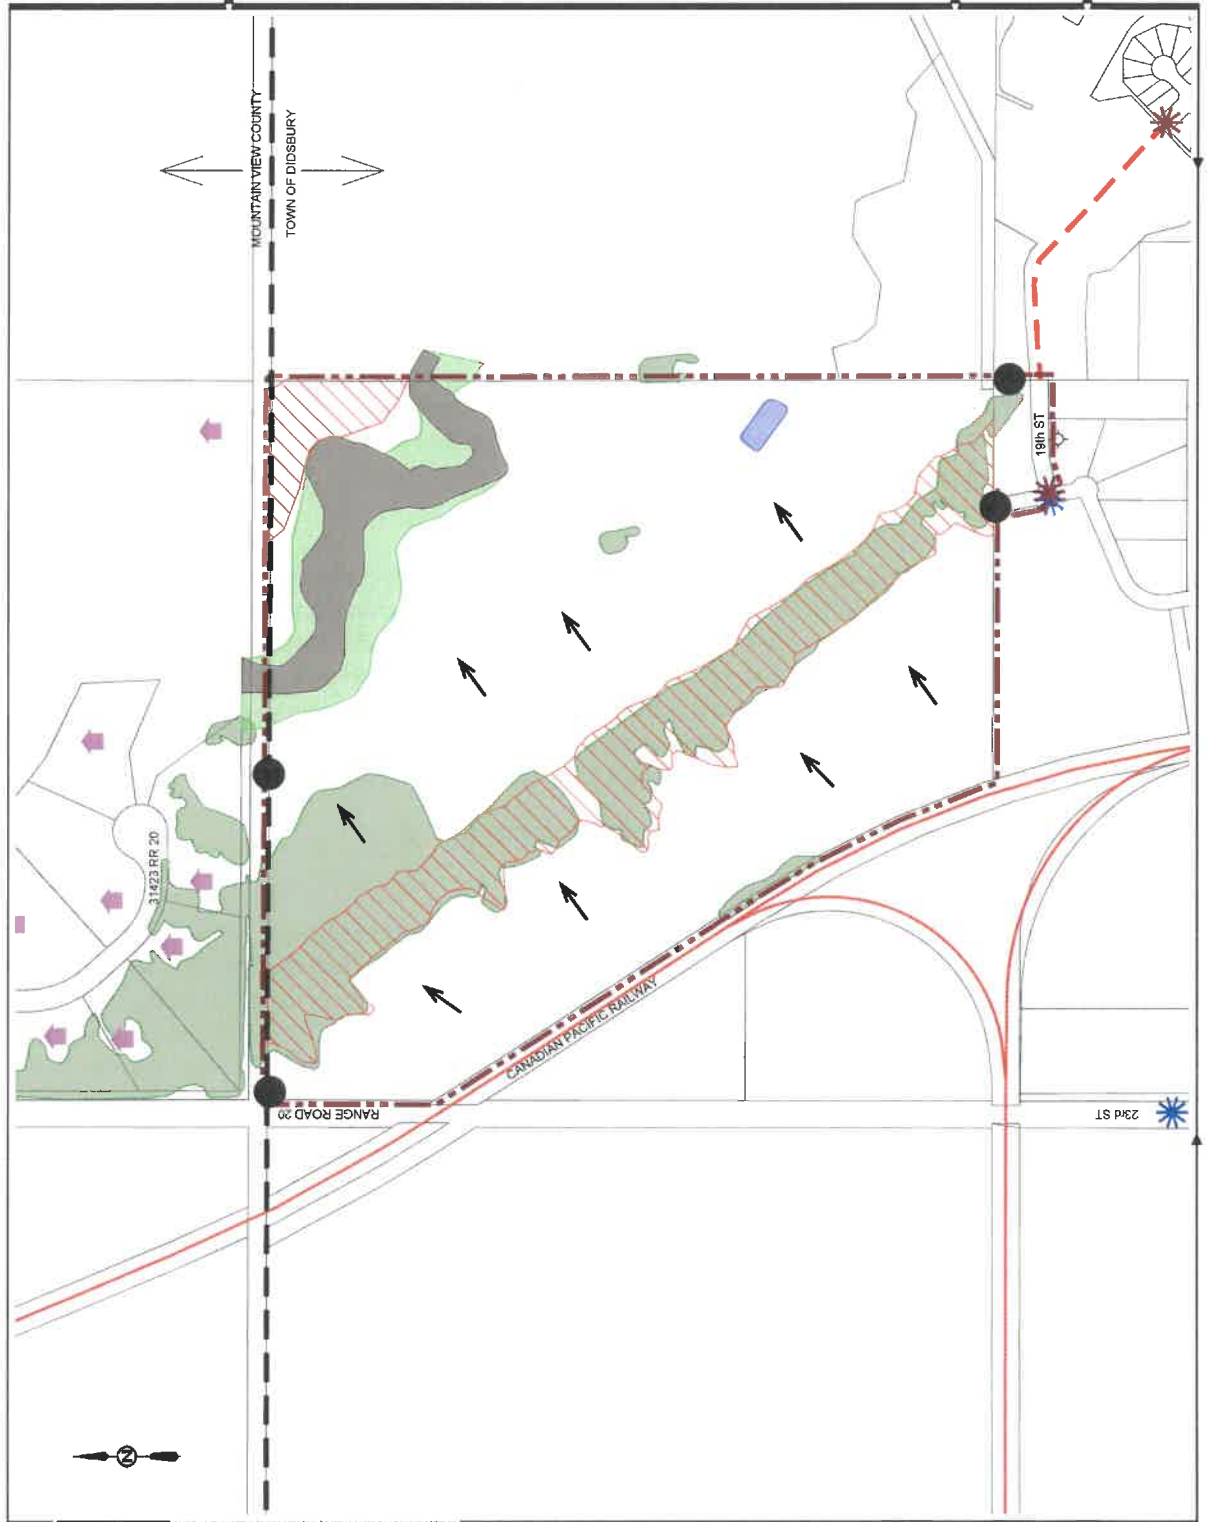 MOUNTAIN VIEW COUNTY
TOWN OF DIDSBURY
19th ST
31423 RR 20
CANADIAN PACIFIC RAILWAY
RANGE ROAD 20
23rd ST
N